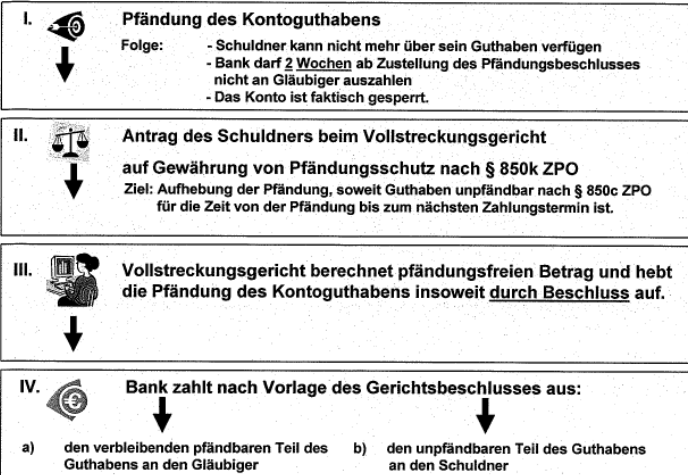 I. Pfändung des Kontoguthabens
Folge: - Schuldner kann nicht mehr über sein Guthaben verfügen
- Bank darf 2 Wochen ab Zustellung des Pfändungsbeschlusses
nicht an Gläubiger auszahlen
- Das Konto ist faktisch gesperrt.
II. Antrag des Schuldners beim Vollstreckungsgericht
auf Gewährung von Pfändungsschutz nach § 850k ZPO
Ziel: Aufhebung der Pfändung, soweit Guthaben unpfändbar nach § 850c ZPO
für die Zeit von der Pfändung bis zum nächsten Zahlungstermin ist.
III. Vollstreckungsgericht berechnet pfändungsfreien Betrag und hebt
die Pfändung des Kontoguthabens insoweit durch Beschluss auf.
IV. € Bank zahlt nach Vorlage des Gerichtsbeschlusses aus:
a) den verbleibenden pfändbaren Teil des
Guthabens an den Gläubiger
b) den unpfändbaren Teil des Guthabens
an den Schuldner